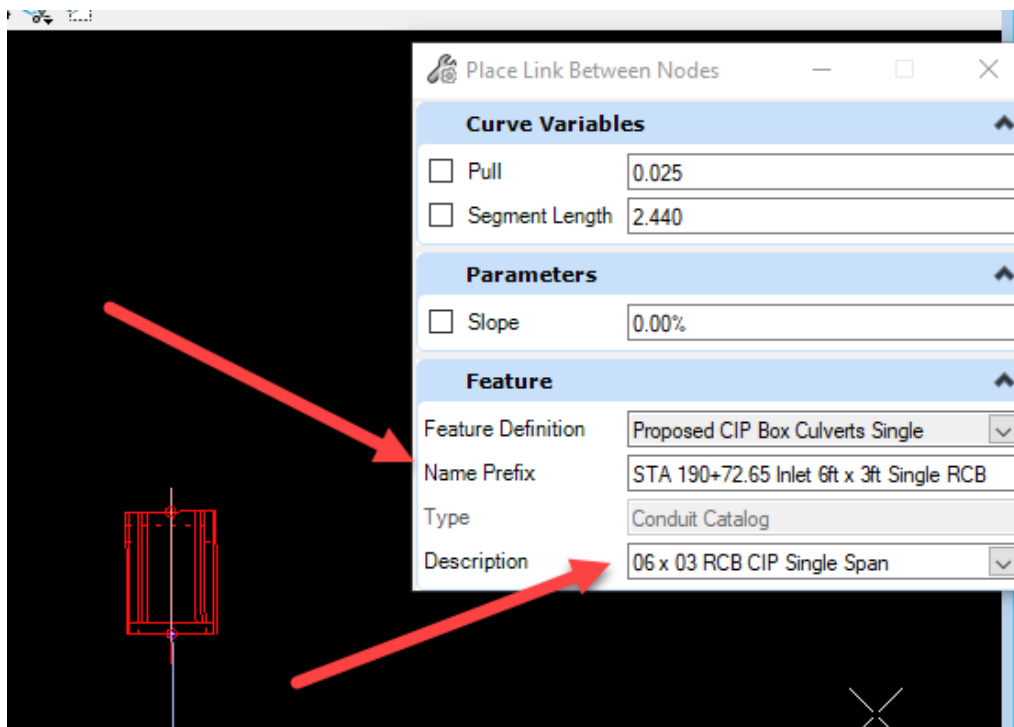 Place Link Between Nodes
Curve Variables
Pull 0.025
Segment Length 2.440
Parameters
Slope 0.00%
Feature
Feature Definition Proposed CIP Box Culverts Single
Name Prefix STA 190+72.65 Inlet 6ft x 3ft Single RCB
Type Conduit Catalog
Description 06 x 03 RCB CIP Single Span